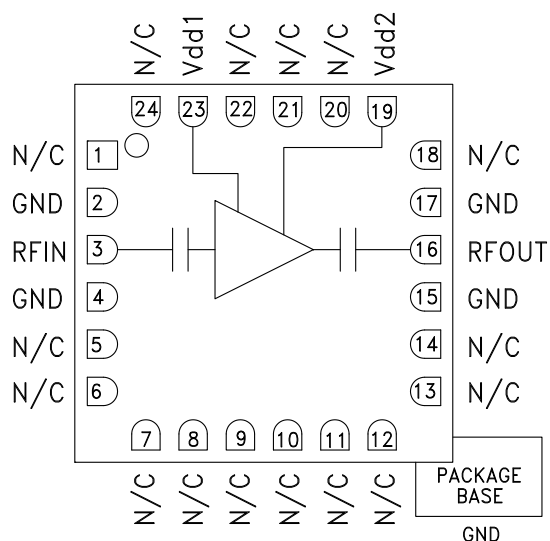 N/C Vdd1 N/C N/C N/C Vdd2
24 23 22 21 20 19
N/C 1 18 N/C
GND 2 17 GND
RFIN 3 16 RFOUT
GND 4 15 GND
N/C 5 14 N/C
N/C 6 13 N/C
7 8 9 10 11 12
N/C N/C N/C N/C N/C N/C
PACKAGE
BASE
GND